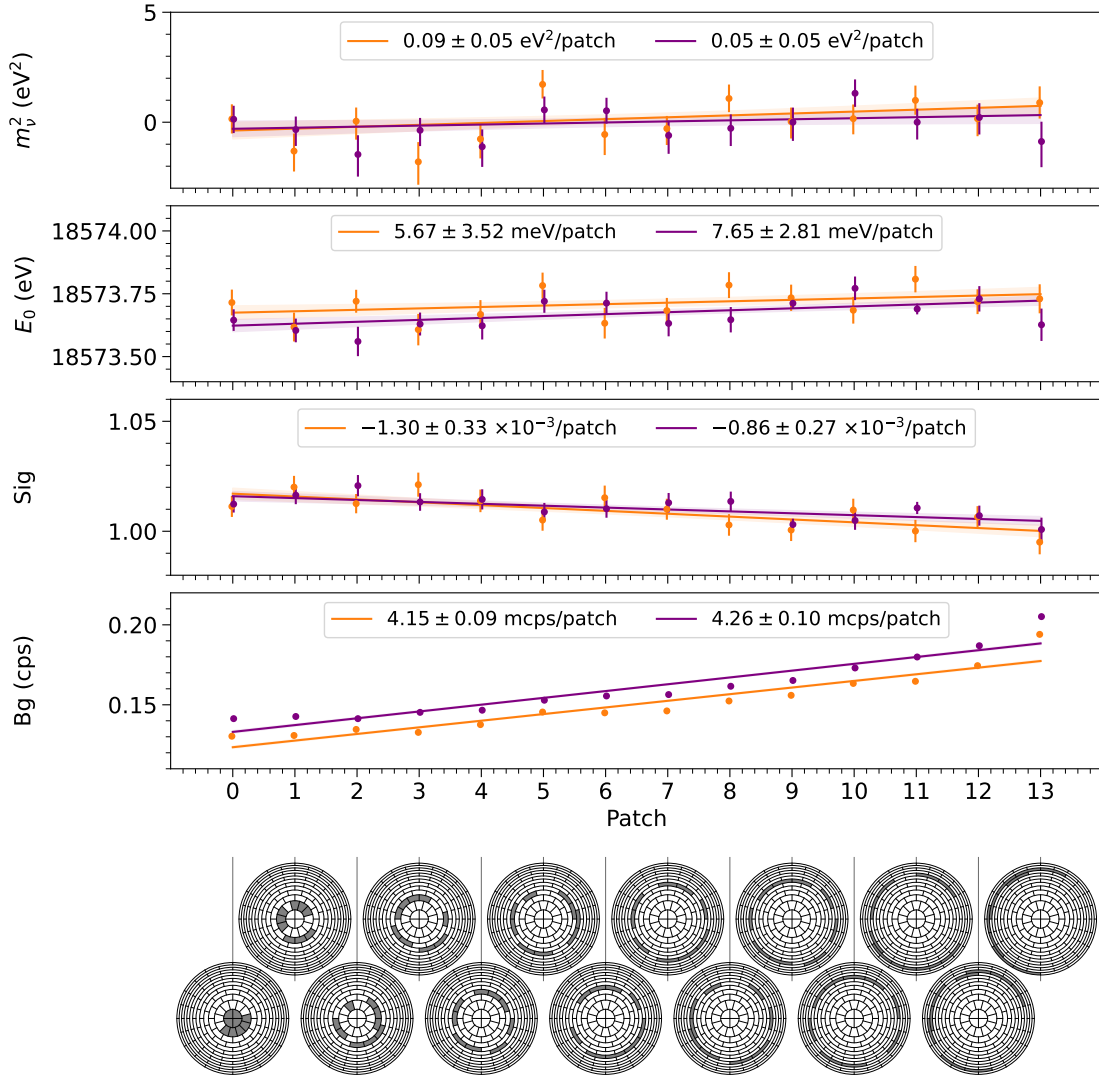 5
0.09 ± 0.05 eV²/patch 0.05 ± 0.05 eV²/patch
m²ᵥ (eV²)
0
18574.00
5.67 ± 3.52 meV/patch 7.65 ± 2.81 meV/patch
E₀ (eV)
18573.75
18573.50
1.05
−1.30 ± 0.33 ×10⁻³/patch −0.86 ± 0.27 ×10⁻³/patch
Sig
1.00
0.20
4.15 ± 0.09 mcps/patch 4.26 ± 0.10 mcps/patch
Bg (cps)
0.15
0 1 2 3 4 5 6 7 8 9 10 11 12 13
Patch